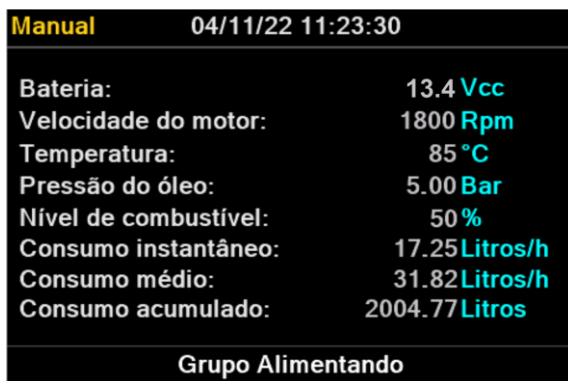 Manual 04/11/22 11:23:30
Bateria: 13.4 Vcc
Velocidade do motor: 1800 Rpm
Temperatura: 85 °C
Pressão do óleo: 5.00 Bar
Nível de combustível: 50 %
Consumo instantâneo: 17.25 Litros/h
Consumo médio: 31.82 Litros/h
Consumo acumulado: 2004.77 Litros
Grupo Alimentando